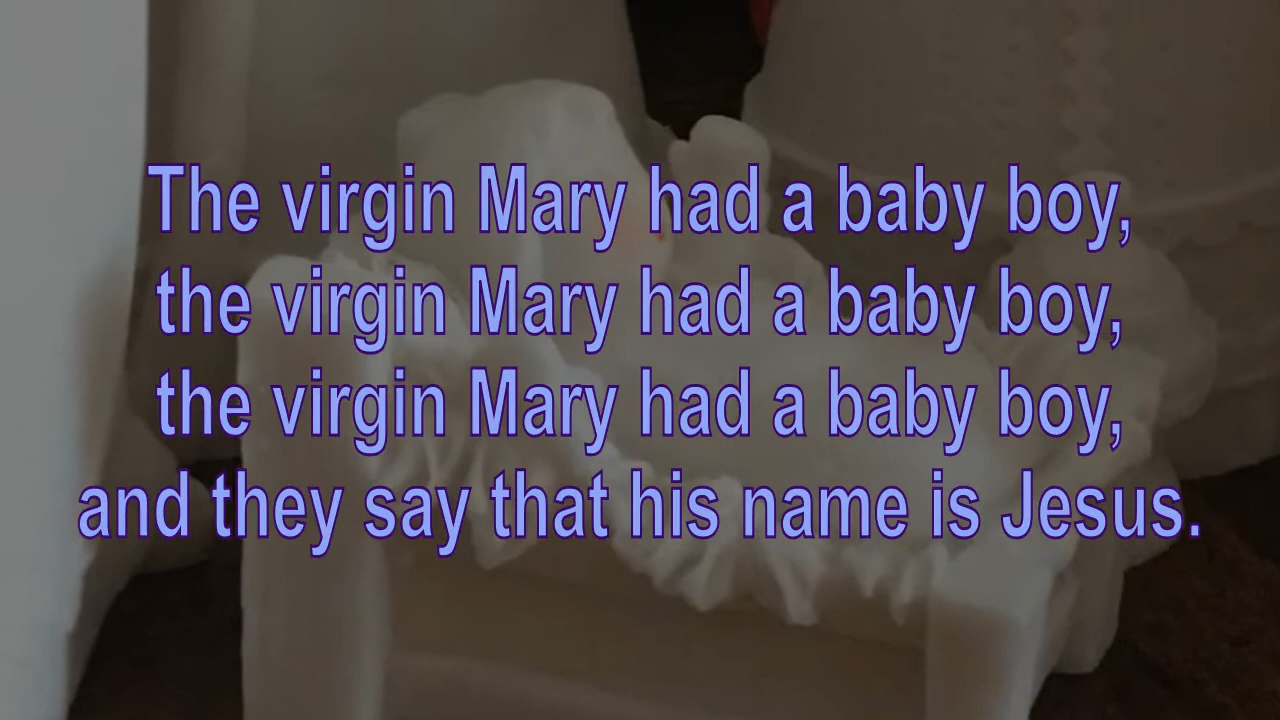 The virgin Mary had a baby boy,
the virgin Mary had a baby boy,
the virgin Mary had a baby boy,
and they say that his name is Jesus.